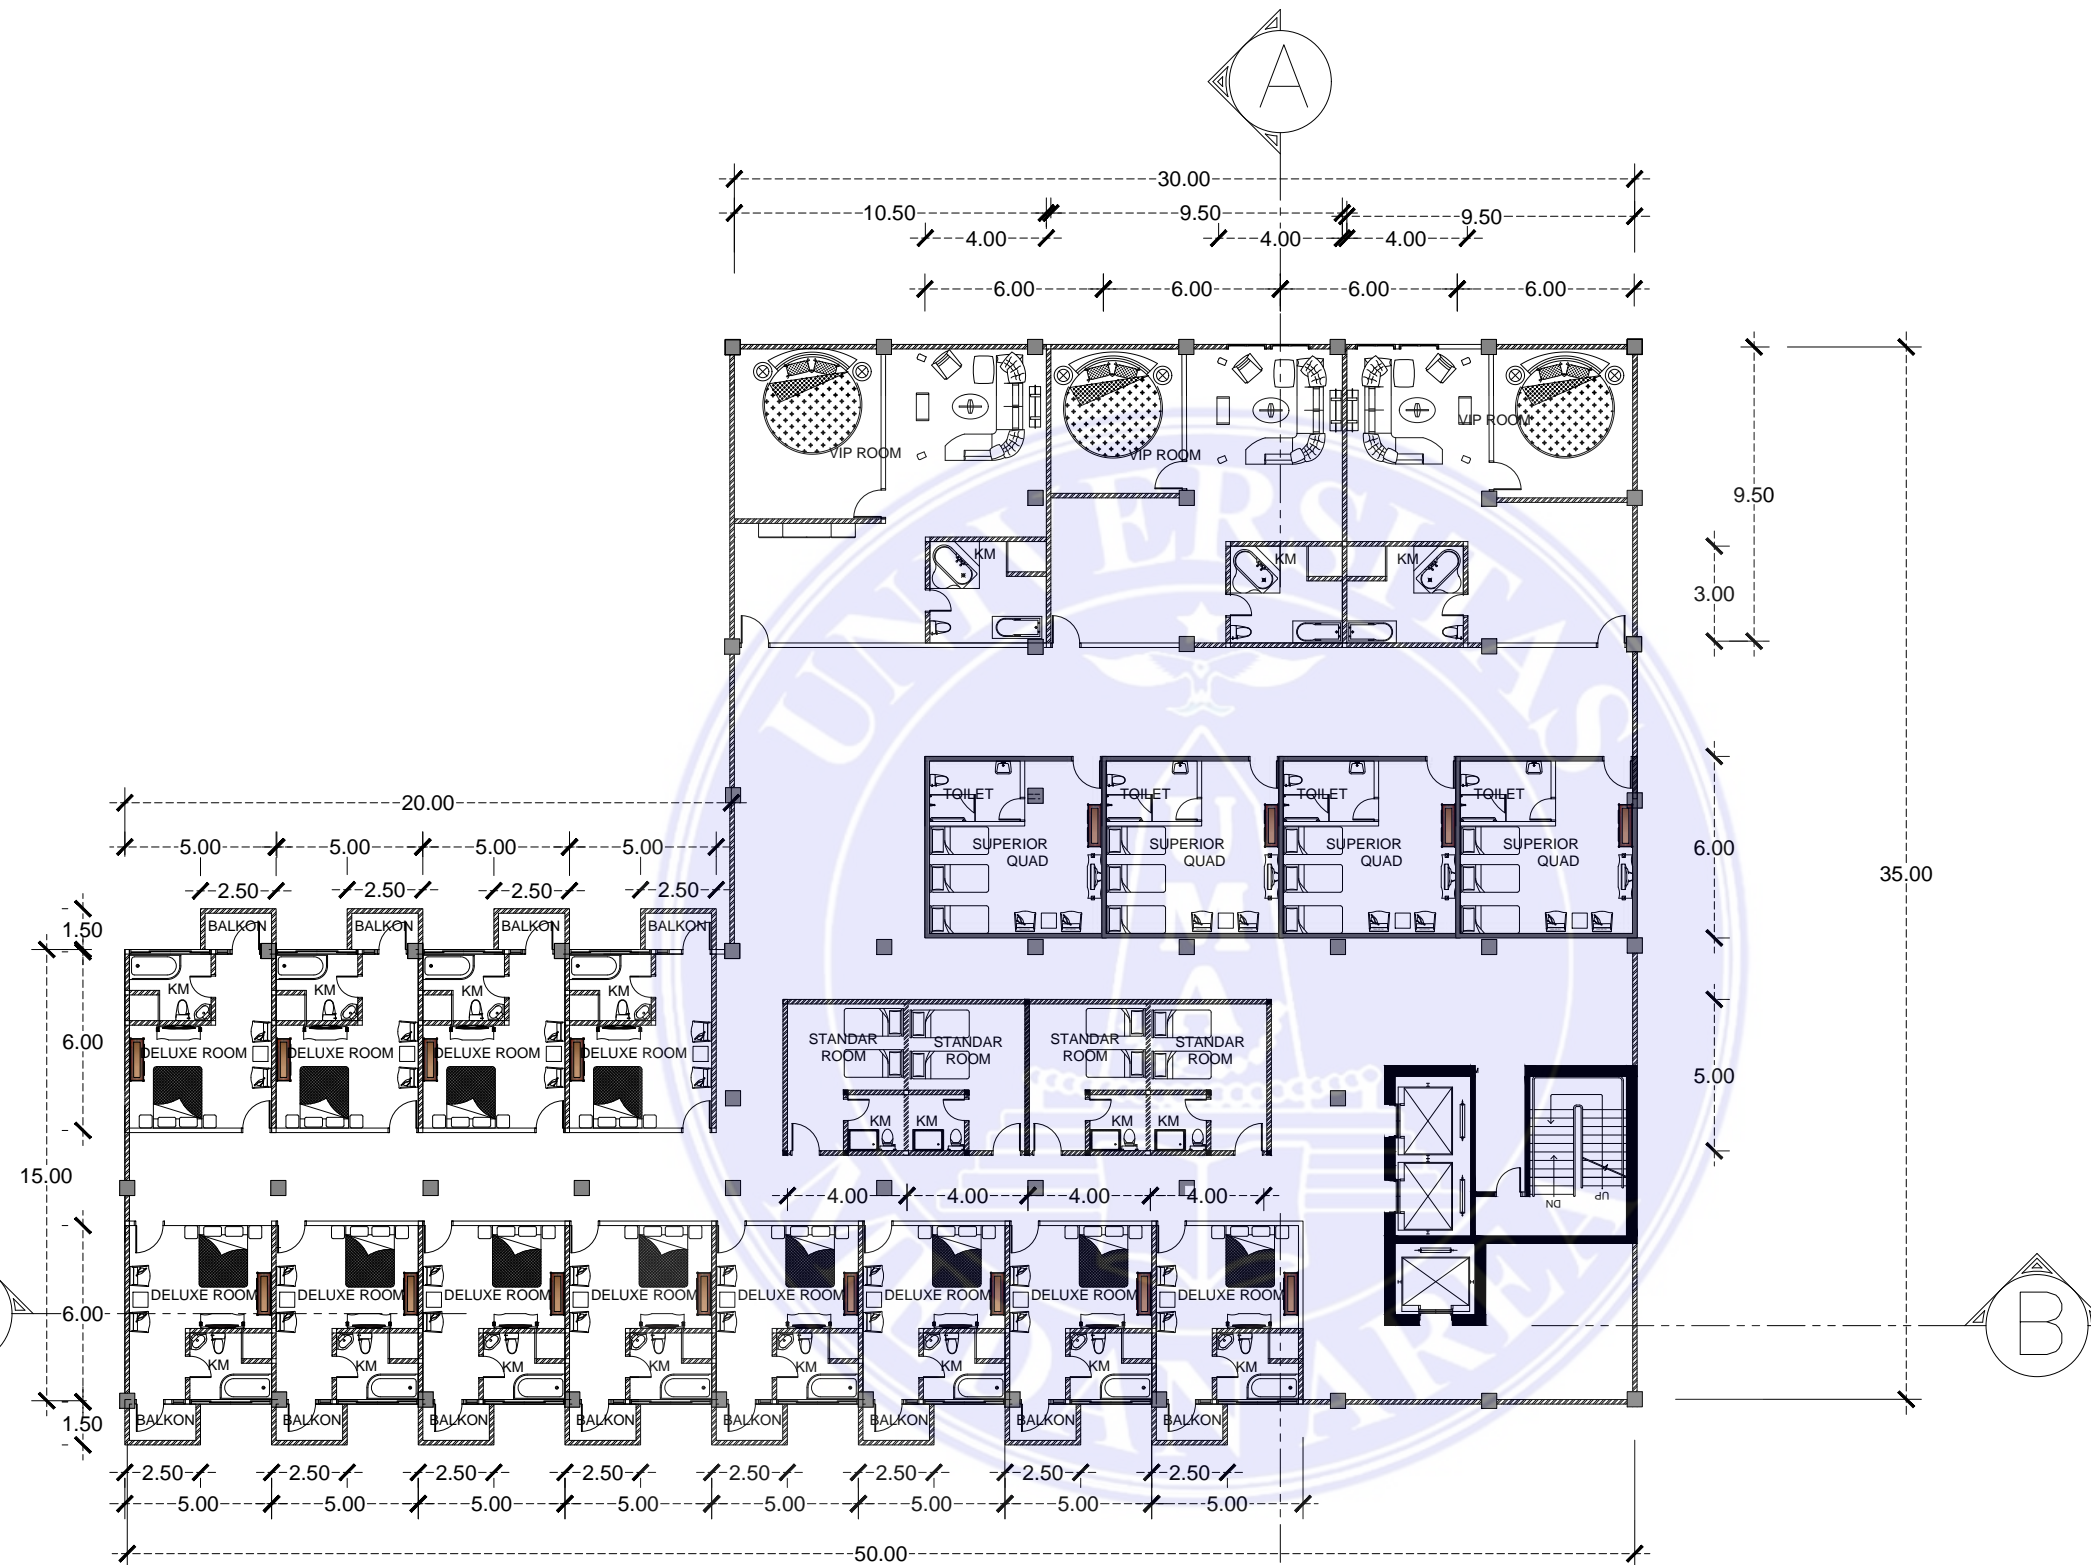 A
30.00
10.50
9.50
9.50
4.00
4.00
4.00
6.00
6.00
6.00
6.00
VIP ROOM
VIP ROOM
VIP ROOM
9.50
KM
KM
KM
3.00
UNIVERSITAS
TOILET
TOILET
TOILET
TOILET
20.00
5.00
5.00
5.00
5.00
SUPERIOR
QUAD
SUPERIOR
QUAD
SUPERIOR
QUAD
SUPERIOR
QUAD
6.00
35.00
2.50
2.50
2.50
2.50
U
M
A
1.50
BALKON
BALKON
BALKON
BALKON
KM
KM
KM
KM
6.00
DELUXE ROOM
DELUXE ROOM
DELUXE ROOM
DELUXE ROOM
STANDAR
ROOM
STANDAR
ROOM
STANDAR
ROOM
STANDAR
ROOM
5.00
KM
KM
KM
KM
15.00
4.00
4.00
4.00
4.00
DN
UP
DELUXE ROOM
DELUXE ROOM
DELUXE ROOM
DELUXE ROOM
DELUXE ROOM
DELUXE ROOM
DELUXE ROOM
DELUXE ROOM
6.00
B
KM
KM
KM
KM
KM
KM
KM
KM
MEDAN AREA
1.50
BALKON
BALKON
BALKON
BALKON
BALKON
BALKON
BALKON
BALKON
2.50
2.50
2.50
2.50
2.50
2.50
2.50
2.50
5.00
5.00
5.00
5.00
5.00
5.00
5.00
5.00
50.00